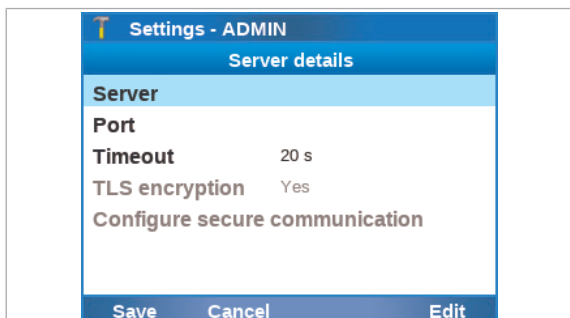 Settings - ADMIN
Server details
Server
Port
Timeout 20 s
TLS encryption Yes
Configure secure communication
Save Cancel Edit